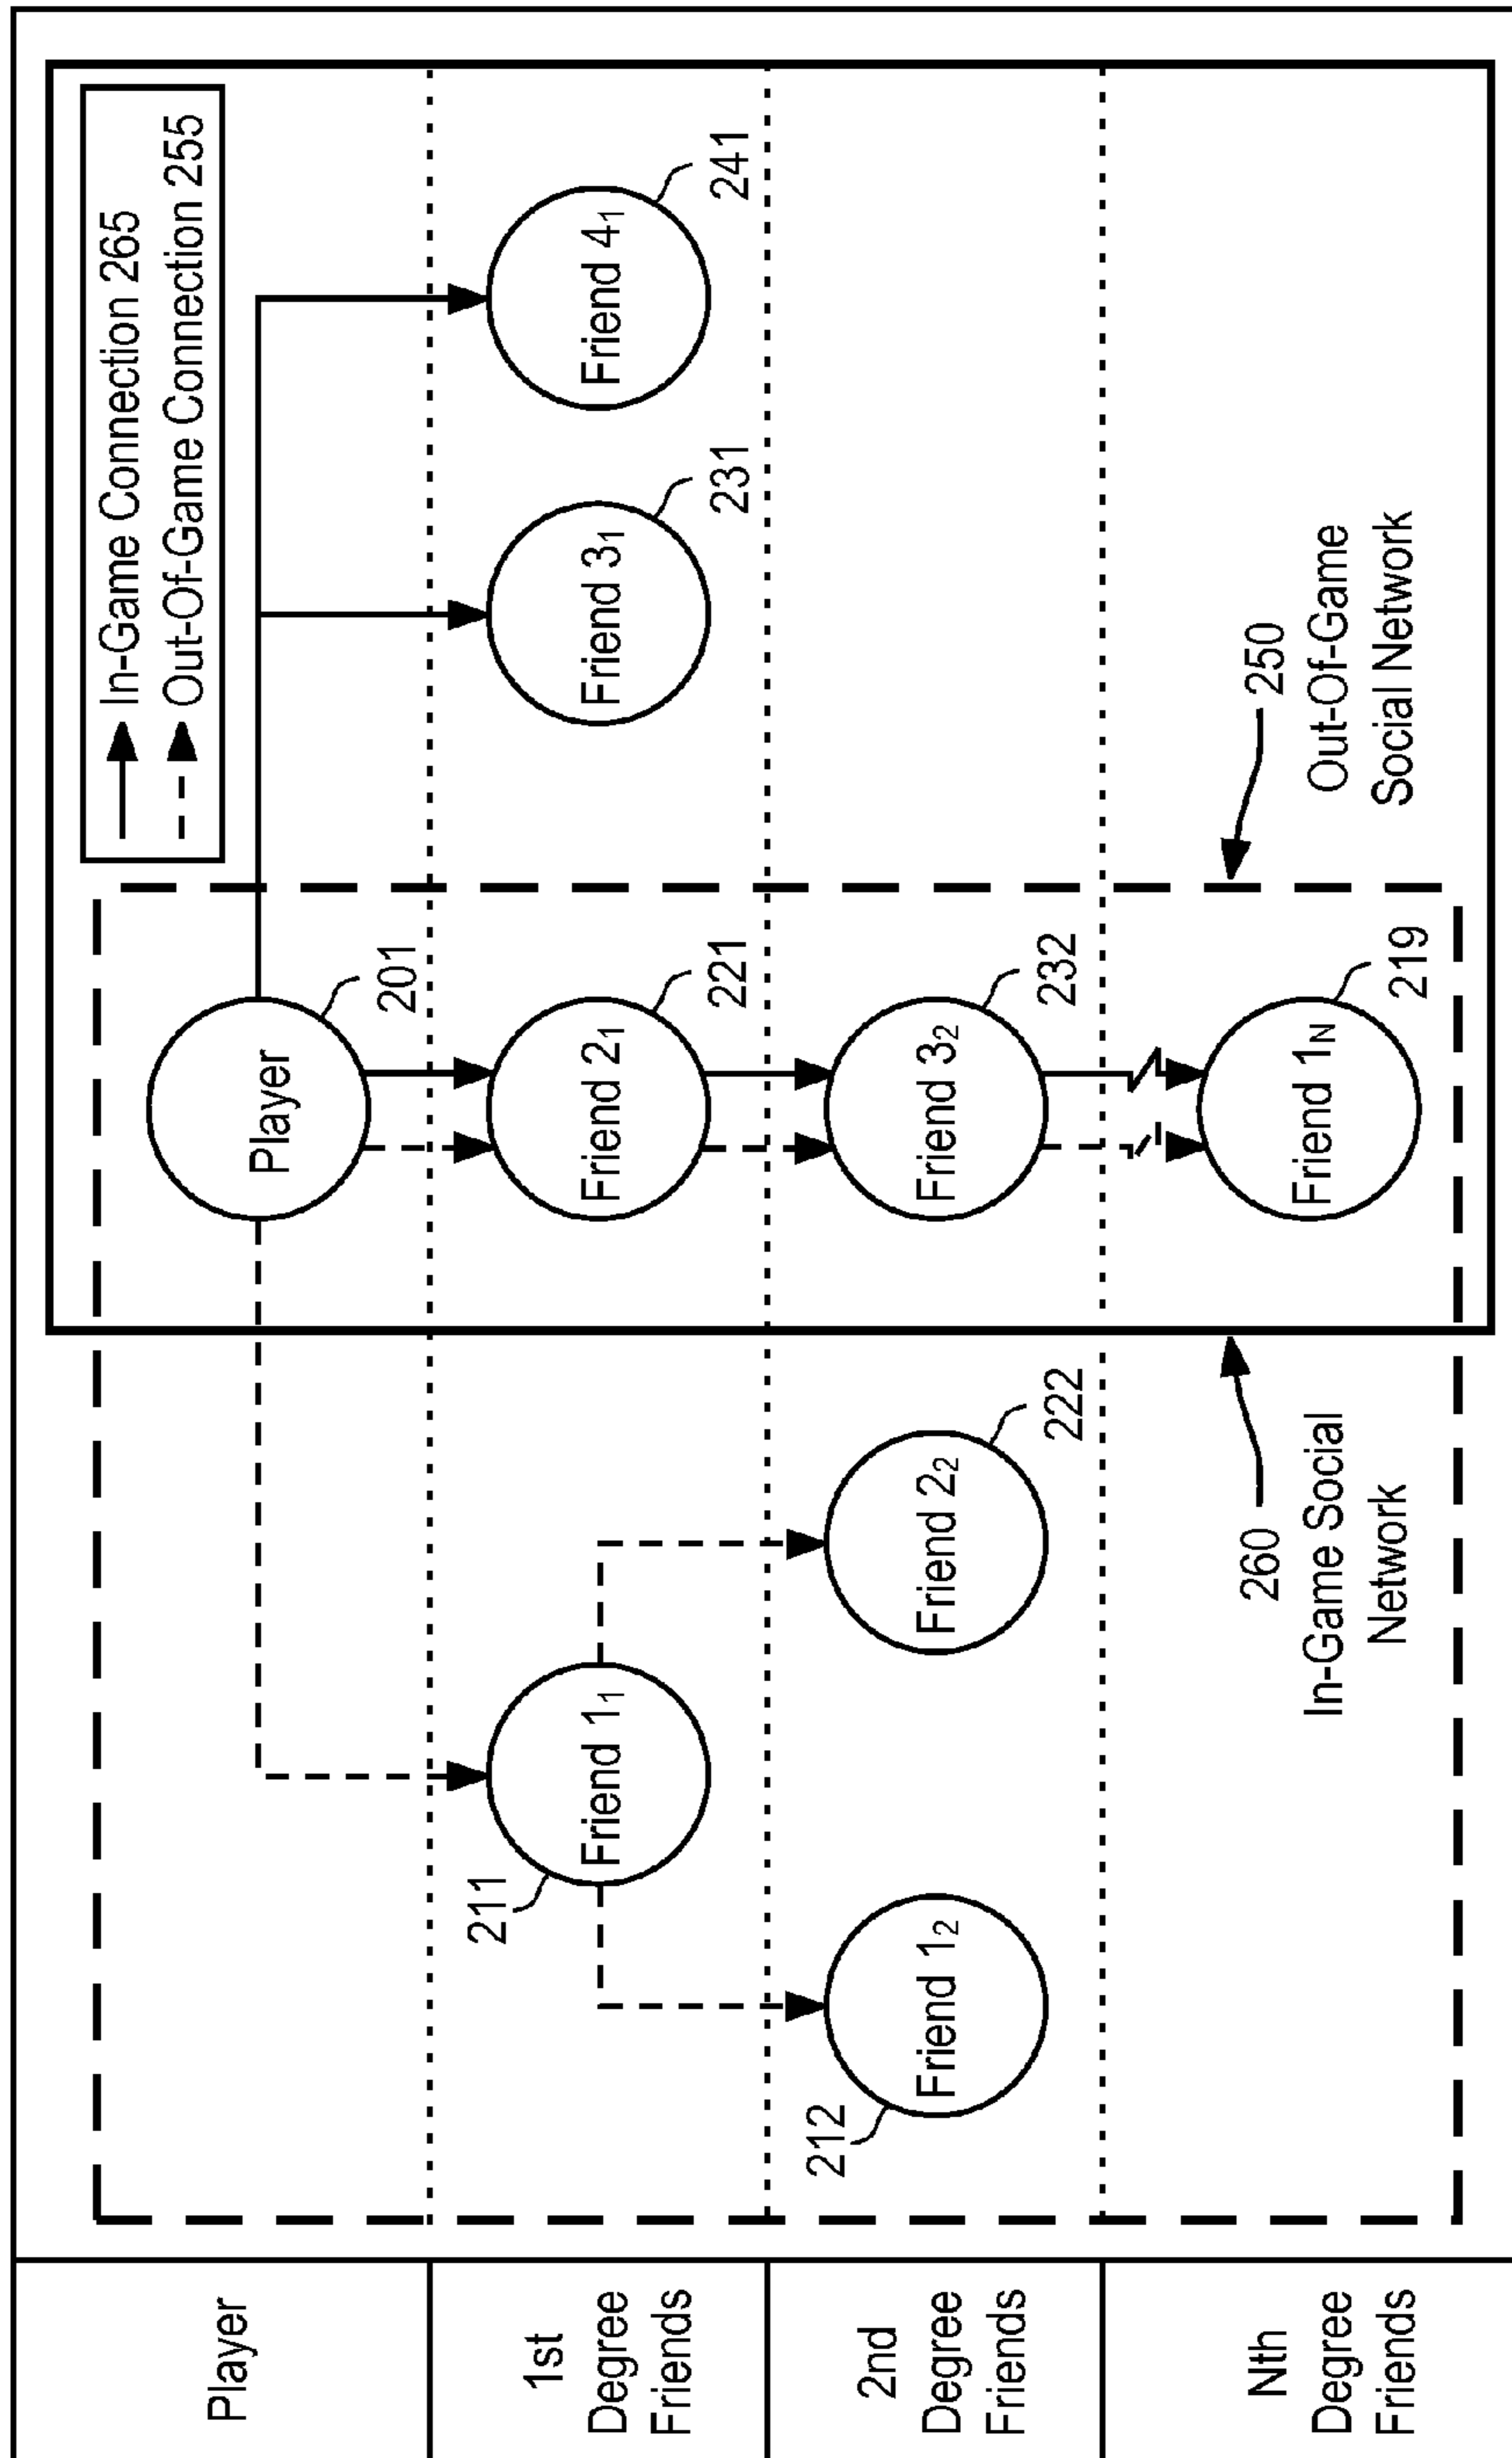 Player
In-Game Connection 265
Out-Of-Game Connection 255
Player
201
1st
Degree
Friends
211
Friend 1₁
Friend 2₁
221
Friend 3₁
231
Friend 4₁
241
2nd
Degree
Friends
212
Friend 1₂
Friend 2₂
222
Friend 3₂
232
Nth
Degree
Friends
260
In-Game Social
Network
Friend 1N
219
250
Out-Of-Game
Social Network